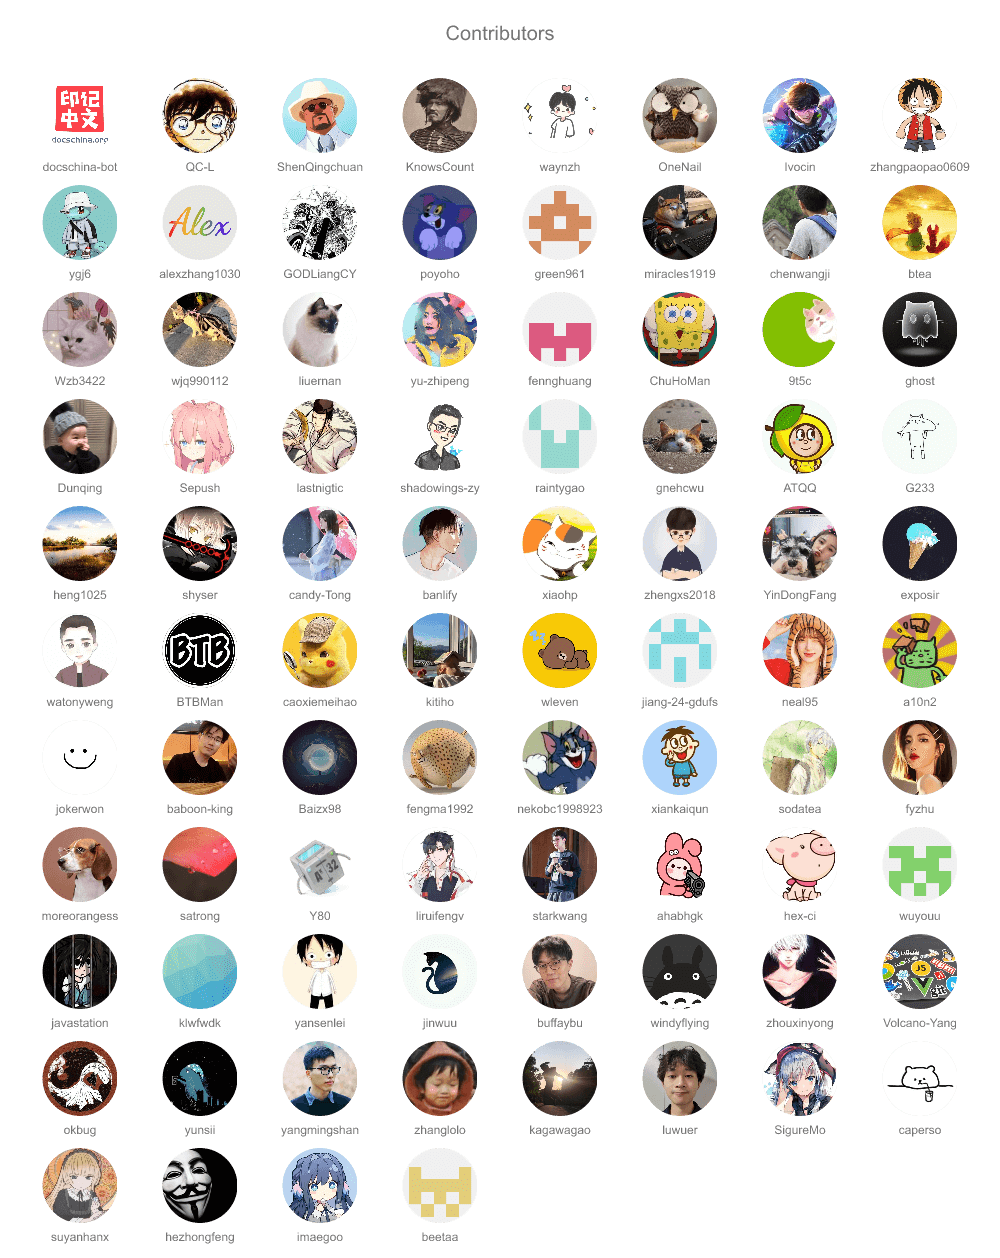 Contributors
印记
中文
docschina.org
docschina-bot QC-L ShenQingchuan KnowsCount waynzh OneNail Ivocin zhangpaopao0609
Alex
ygj6 alexzhang1030 GODLiangCY poyoho green961 miracles1919 chenwangji btea
Wzb3422 wjq990112 liuernan yu-zhipeng fennghuang ChuHoMan 9t5c ghost
Dunqing Sepush lastnigtic shadowings-zy raintygao gnehcwu ATQQ G233
heng1025 shyser candy-Tong banlify xiaohp zhengxs2018 YinDongFang exposir
BTB
watonyweng BTBMan caoxiemeihao kitiho wleven jiang-24-gdufs neal95 a10n2
jokerwon baboon-king Baizx98 fengma1992 nekobc1998923 xiankaiqun sodatea fyzhu
moreorangess satrong Y80 liruifengv starkwang ahabhgk hex-ci wuyouu
JS
javastation klwfwdk yansenlei jinwuu buffaybu windyflying zhouxinyong Volcano-Yang
okbug yunsii yangmingshan zhanglolo kagawagao luwuer SigureMo caperso
suyanhanx hezhongfeng imaegoo beetaa